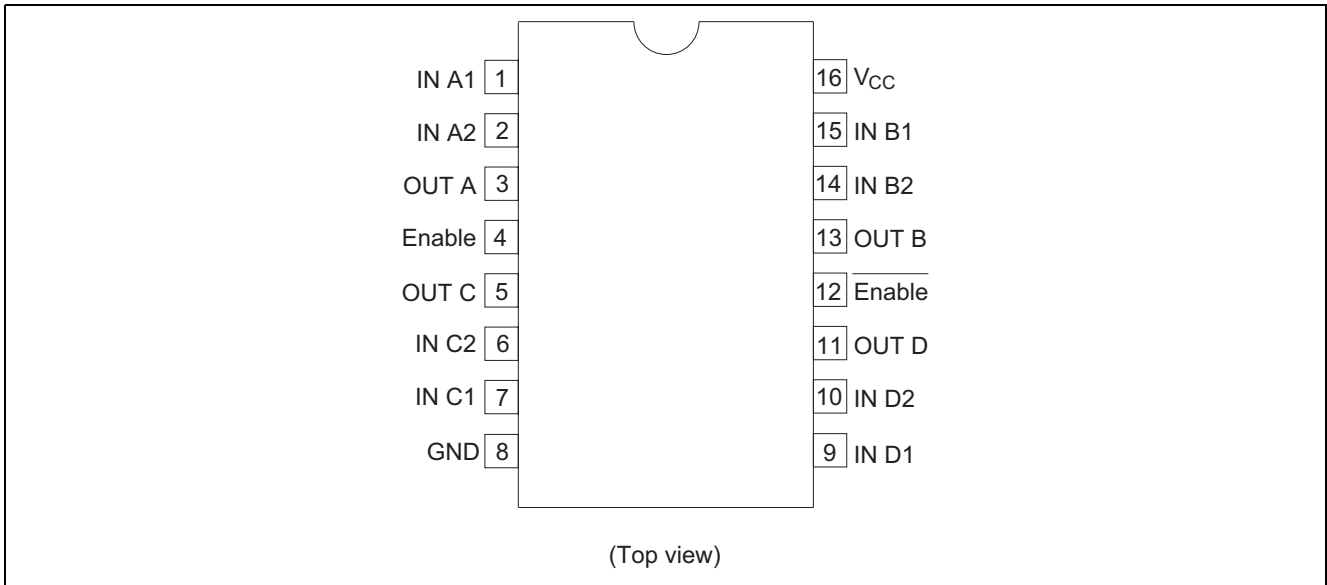 IN A1 1
IN A2 2
OUT A 3
Enable 4
OUT C 5
IN C2 6
IN C1 7
GND 8
16 VCC
15 IN B1
14 IN B2
13 OUT B
12 E̅n̅a̅b̅l̅e̅
11 OUT D
10 IN D2
9 IN D1
(Top view)